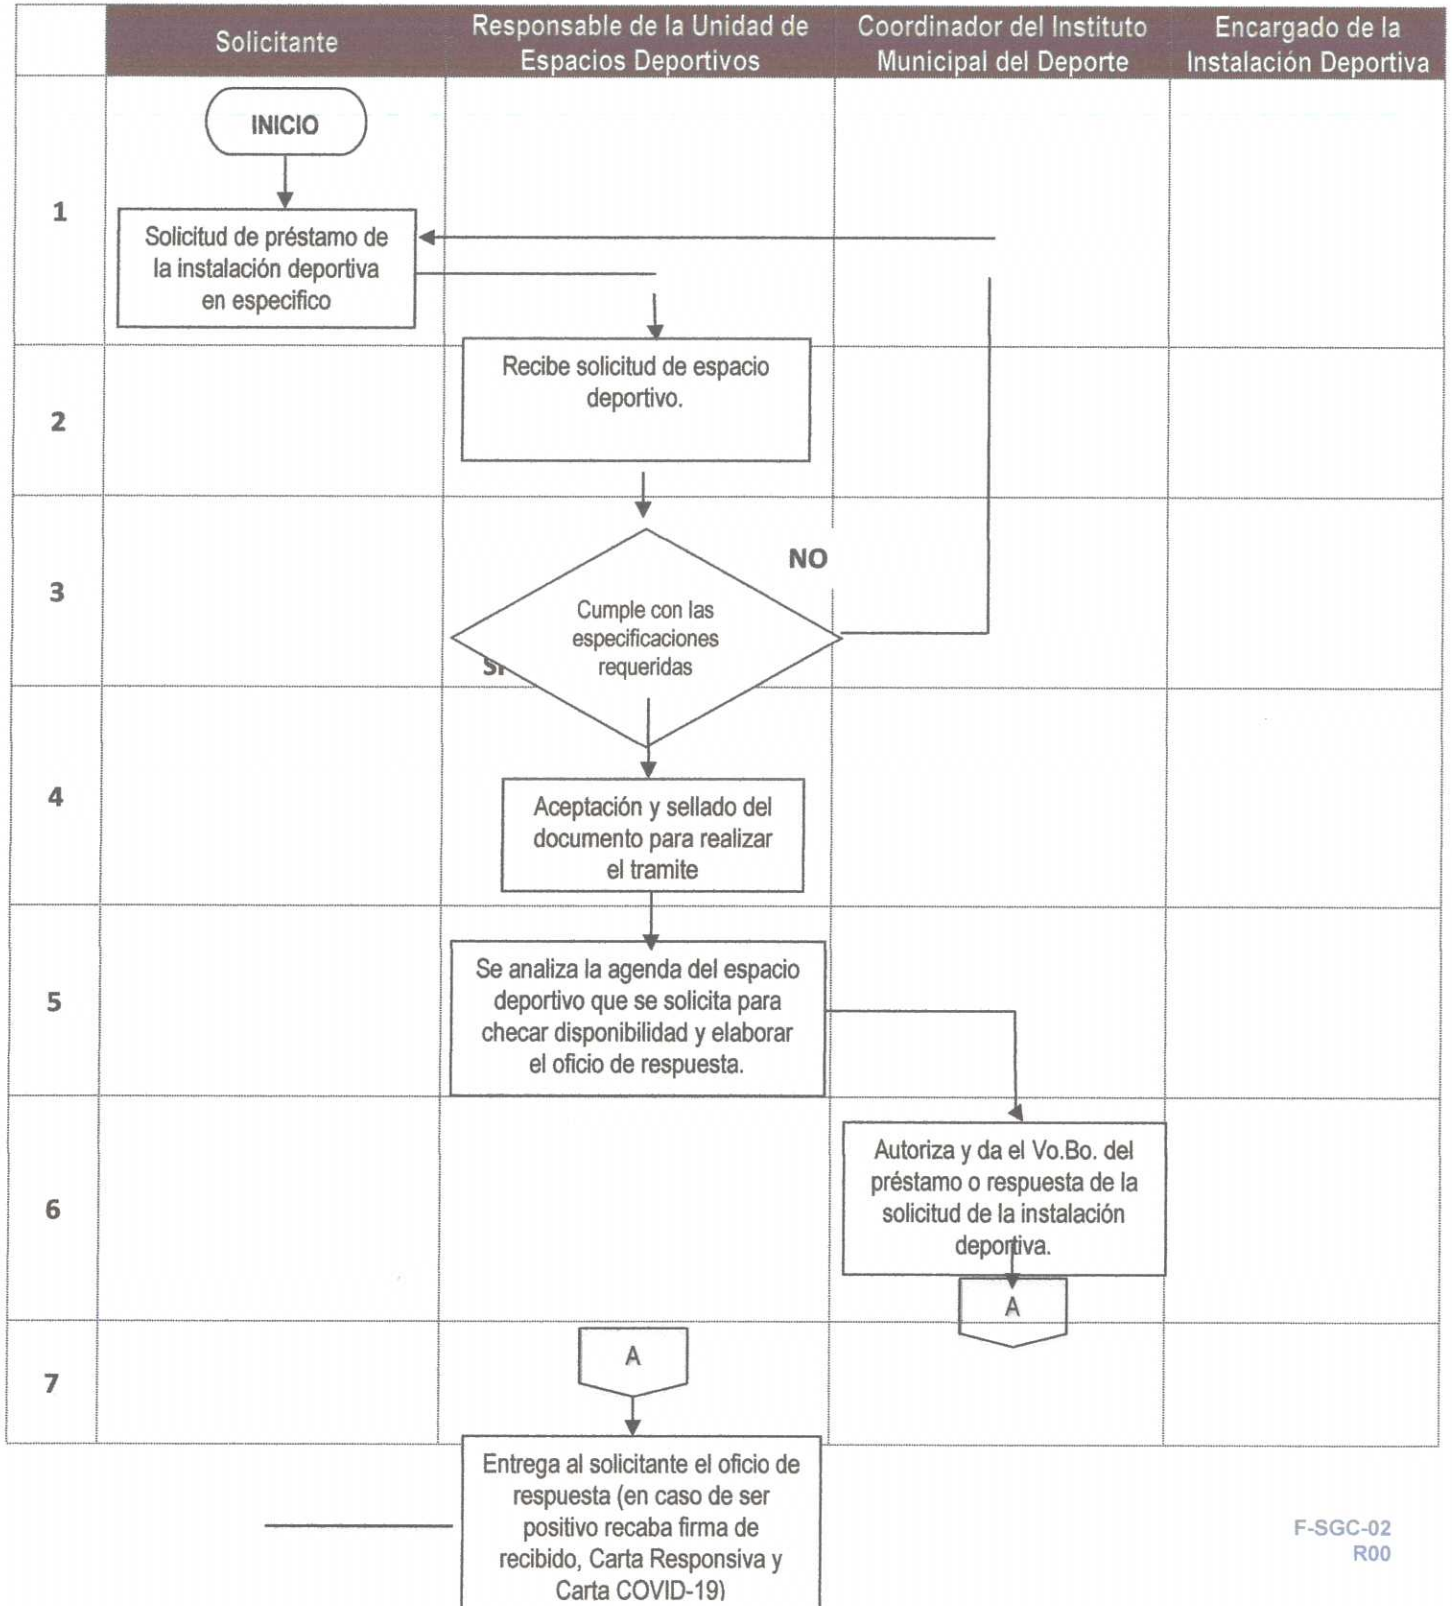 Solicitante
Responsable de la Unidad de
Espacios Deportivos
Coordinador del Instituto
Municipal del Deporte
Encargado de la
Instalación Deportiva
INICIO
1
Solicitud de préstamo de
la instalación deportiva
en especifico
2
Recibe solicitud de espacio
deportivo.
3
NO
Cumple con las
especificaciones
requeridas
SI
4
Aceptación y sellado del
documento para realizar
el tramite
5
Se analiza la agenda del espacio
deportivo que se solicita para
checar disponibilidad y elaborar
el oficio de respuesta.
6
Autoriza y da el Vo.Bo. del
préstamo o respuesta de la
solicitud de la instalación
deportiva.
A
7
A
Entrega al solicitante el oficio de
respuesta (en caso de ser
positivo recaba firma de
recibido, Carta Responsiva y
Carta COVID-19)
F-SGC-02
R00